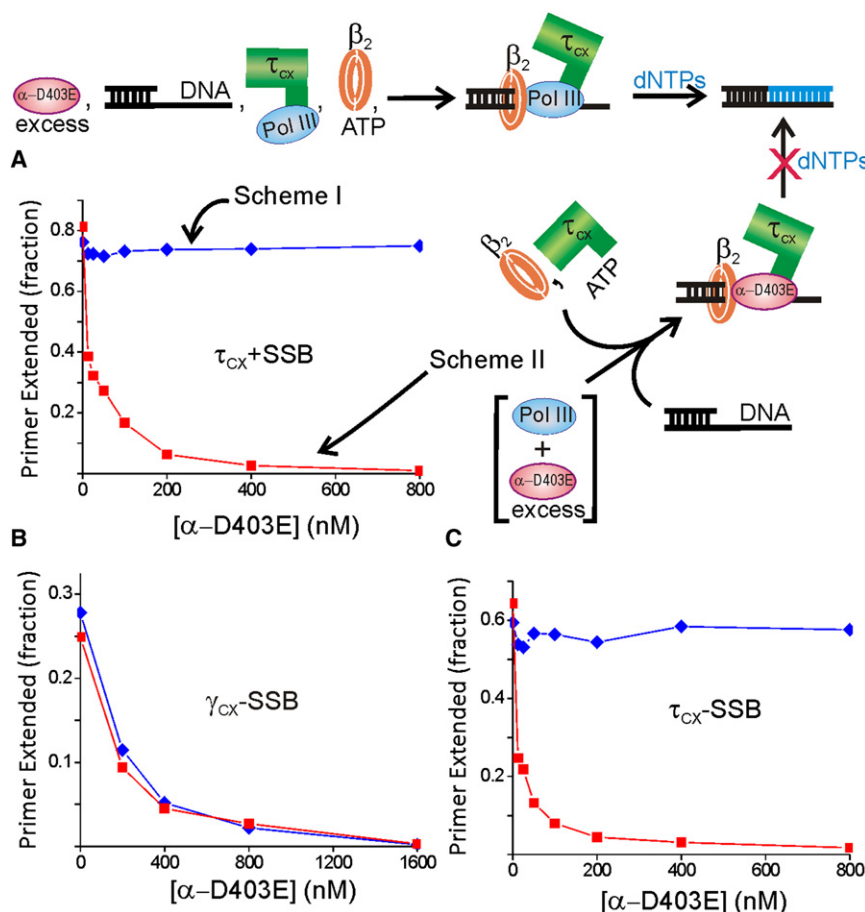 β₂
τcx
β₂
τcx
α-D403E
excess
, DNA
,
Pol III
,
ATP
,
Pol III
dNTPs
dNTPs
A
Scheme I
Primer Extended (fraction)
0.8
0.6
0.4
0.2
τCX+SSB
Scheme II
0 200 400 600 800
[α-D403E] (nM)
β₂
,
τcx
ATP
β₂
τcx
α-D403E
DNA
Pol III
+
α-D403E
excess
B
Primer Extended (fraction)
0.3
0.2
0.1
γCX-SSB
0 400 800 1200 1600
[α-D403E] (nM)
C
Primer Extended (fraction)
0.6
0.4
0.2
τCX-SSB
0 200 400 600 800
[α-D403E] (nM)